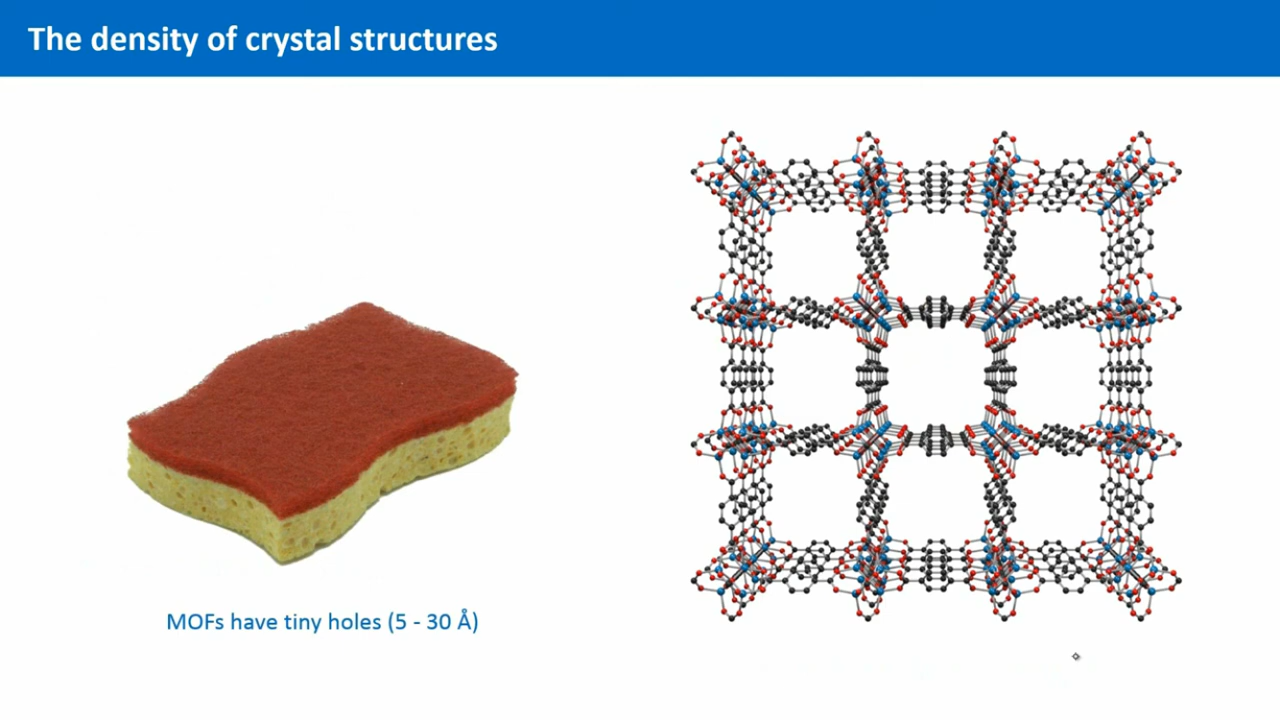 The density of crystal structures
MOFs have tiny holes (5 - 30 Å)